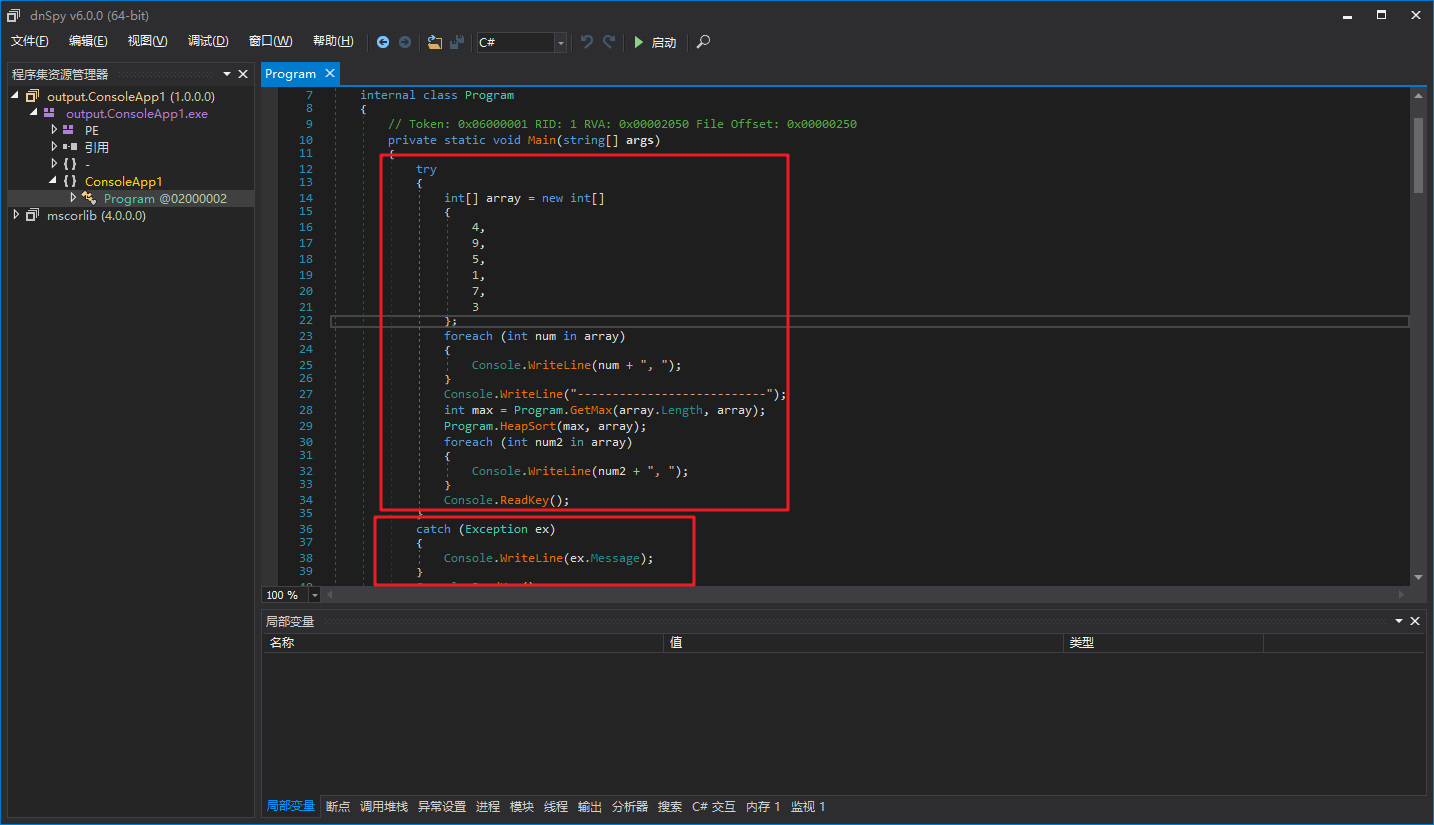 dnSpy v6.0.0 (64-bit)
文件(F) 编辑(E) 视图(V) 调试(D) 窗口(W) 帮助(H) C# 启动
程序集资源管理器
output.ConsoleApp1 (1.0.0.0)
output.ConsoleApp1.exe
PE
引用
{ } -
{ } ConsoleApp1
Program @02000002
mscorlib (4.0.0.0)
Program
7 internal class Program
8 {
9 // Token: 0x06000001 RID: 1 RVA: 0x00002050 File Offset: 0x00000250
10 private static void Main(string[] args)
11 {
12 try
13 {
14 int[] array = new int[]
15 {
16 4,
17 9,
18 5,
19 1,
20 7,
21 3
22 };
23 foreach (int num in array)
24 {
25 Console.WriteLine(num + ", ");
26 }
27 Console.WriteLine("---------------------------");
28 int max = Program.GetMax(array.Length, array);
29 Program.HeapSort(max, array);
30 foreach (int num2 in array)
31 {
32 Console.WriteLine(num2 + ", ");
33 }
34 Console.ReadKey();
35 }
36 catch (Exception ex)
37 {
38 Console.WriteLine(ex.Message);
39 }
100 %
局部变量
名称 值 类型
局部变量 断点 调用堆栈 异常设置 进程 模块 线程 输出 分析器 搜索 C# 交互 内存 1 监视 1